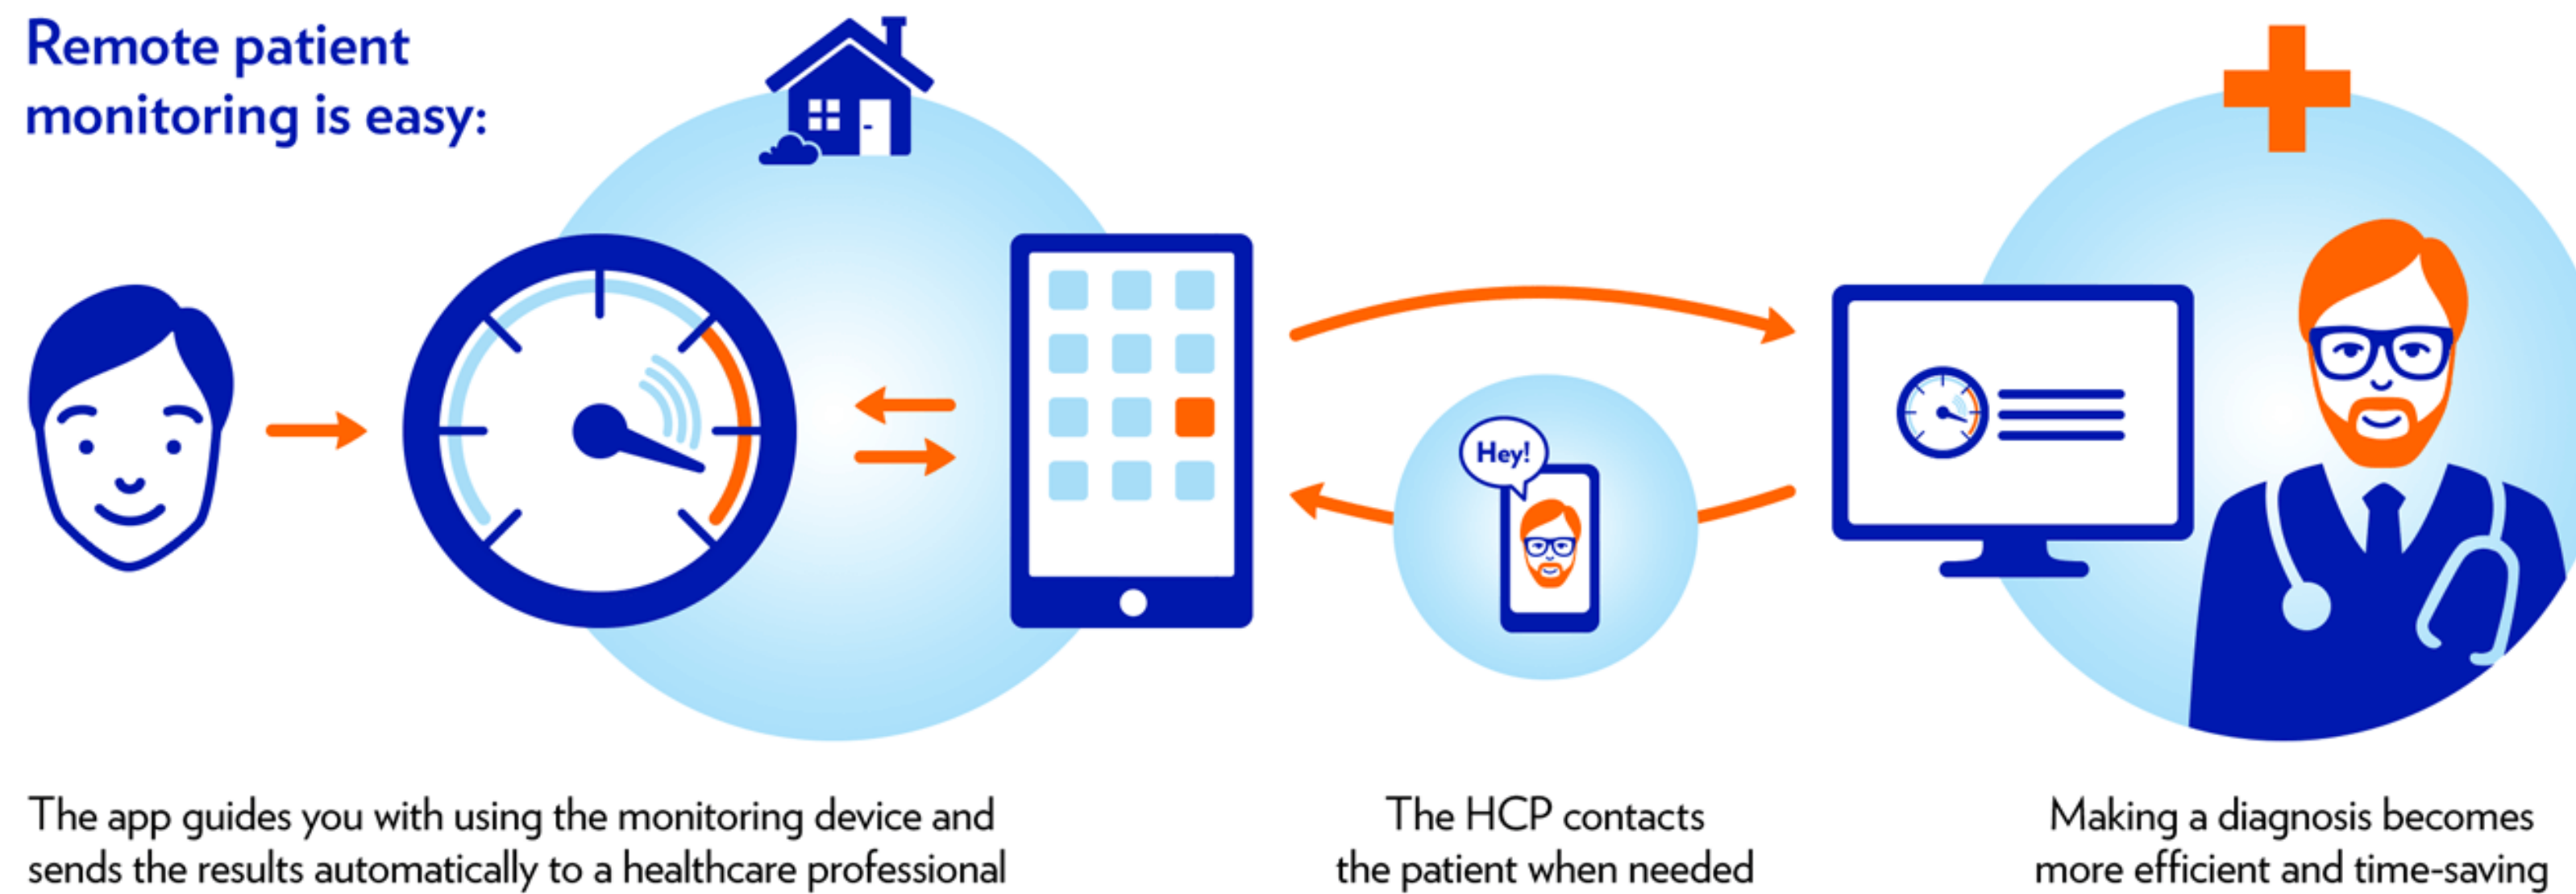 Remote patient
monitoring is easy:
Hey!
The app guides you with using the monitoring device and
sends the results automatically to a healthcare professional
The HCP contacts
the patient when needed
Making a diagnosis becomes
more efficient and time-saving